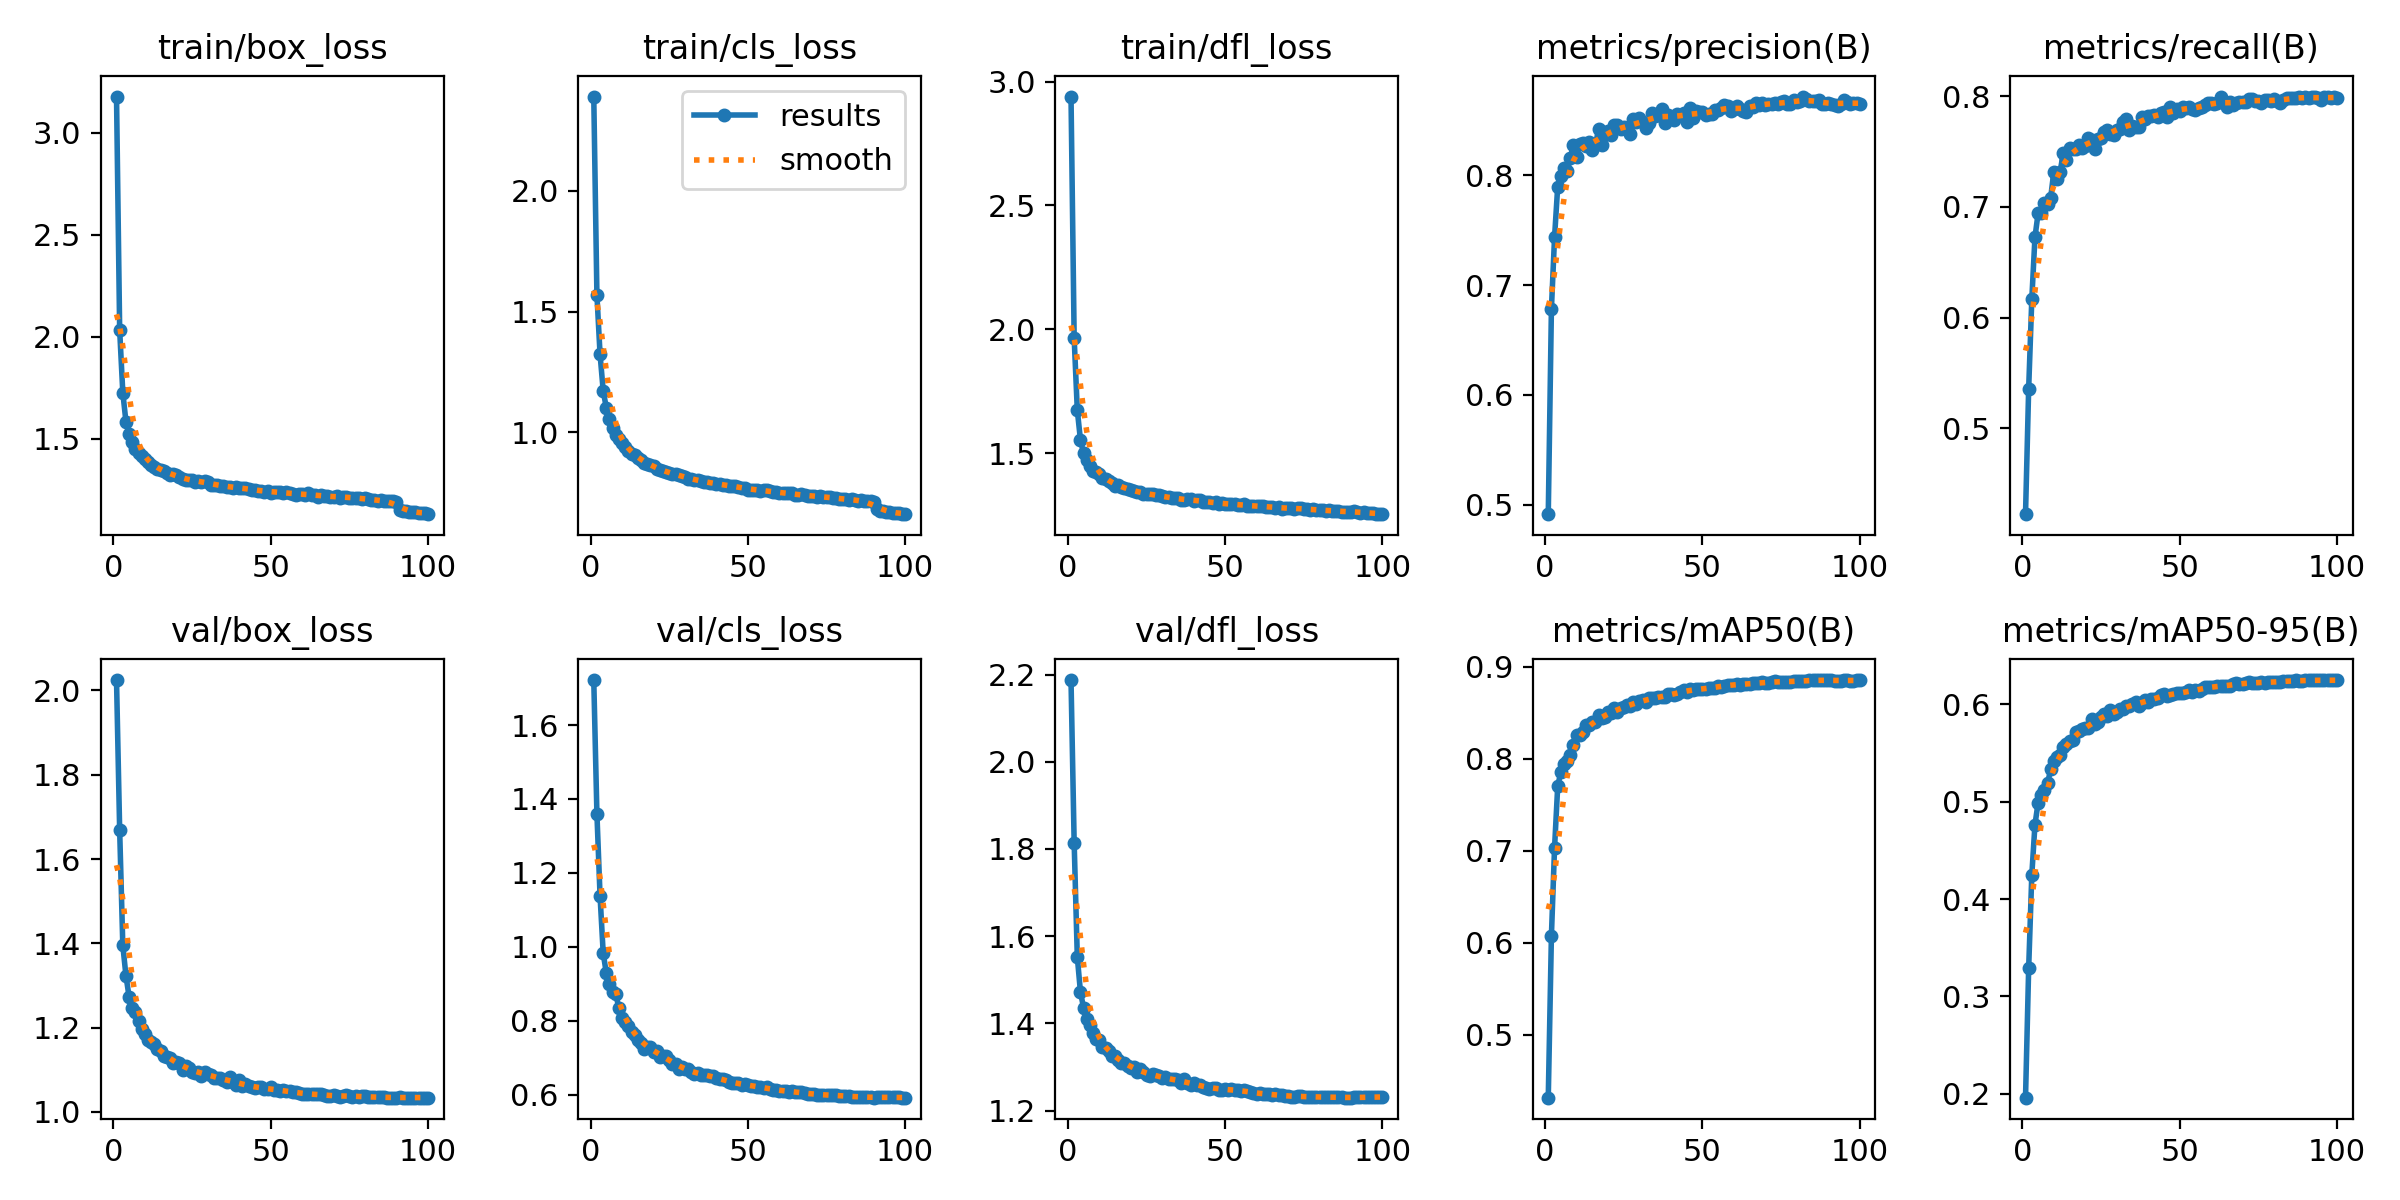 train/box_loss
3.0
2.5
2.0
1.5
0 50 100
train/cls_loss
results
smooth
2.0
1.5
1.0
0 50 100
train/dfl_loss
3.0
2.5
2.0
1.5
0 50 100
metrics/precision(B)
0.8
0.7
0.6
0.5
0 50 100
metrics/recall(B)
0.8
0.7
0.6
0.5
0 50 100
val/box_loss
2.0
1.8
1.6
1.4
1.2
1.0
0 50 100
val/cls_loss
1.6
1.4
1.2
1.0
0.8
0.6
0 50 100
val/dfl_loss
2.2
2.0
1.8
1.6
1.4
1.2
0 50 100
metrics/mAP50(B)
0.9
0.8
0.7
0.6
0.5
0 50 100
metrics/mAP50-95(B)
0.6
0.5
0.4
0.3
0.2
0 50 100